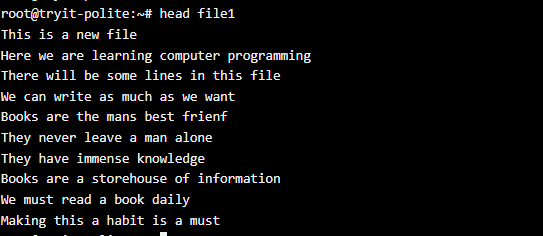 root@tryit-polite:~# head file1
This is a new file
Here we are learning computer programming
There will be some lines in this file
We can write as much as we want
Books are the mans best frienf
They never leave a man alone
They have immense knowledge
Books are a storehouse of information
We must read a book daily
Making this a habit is a must